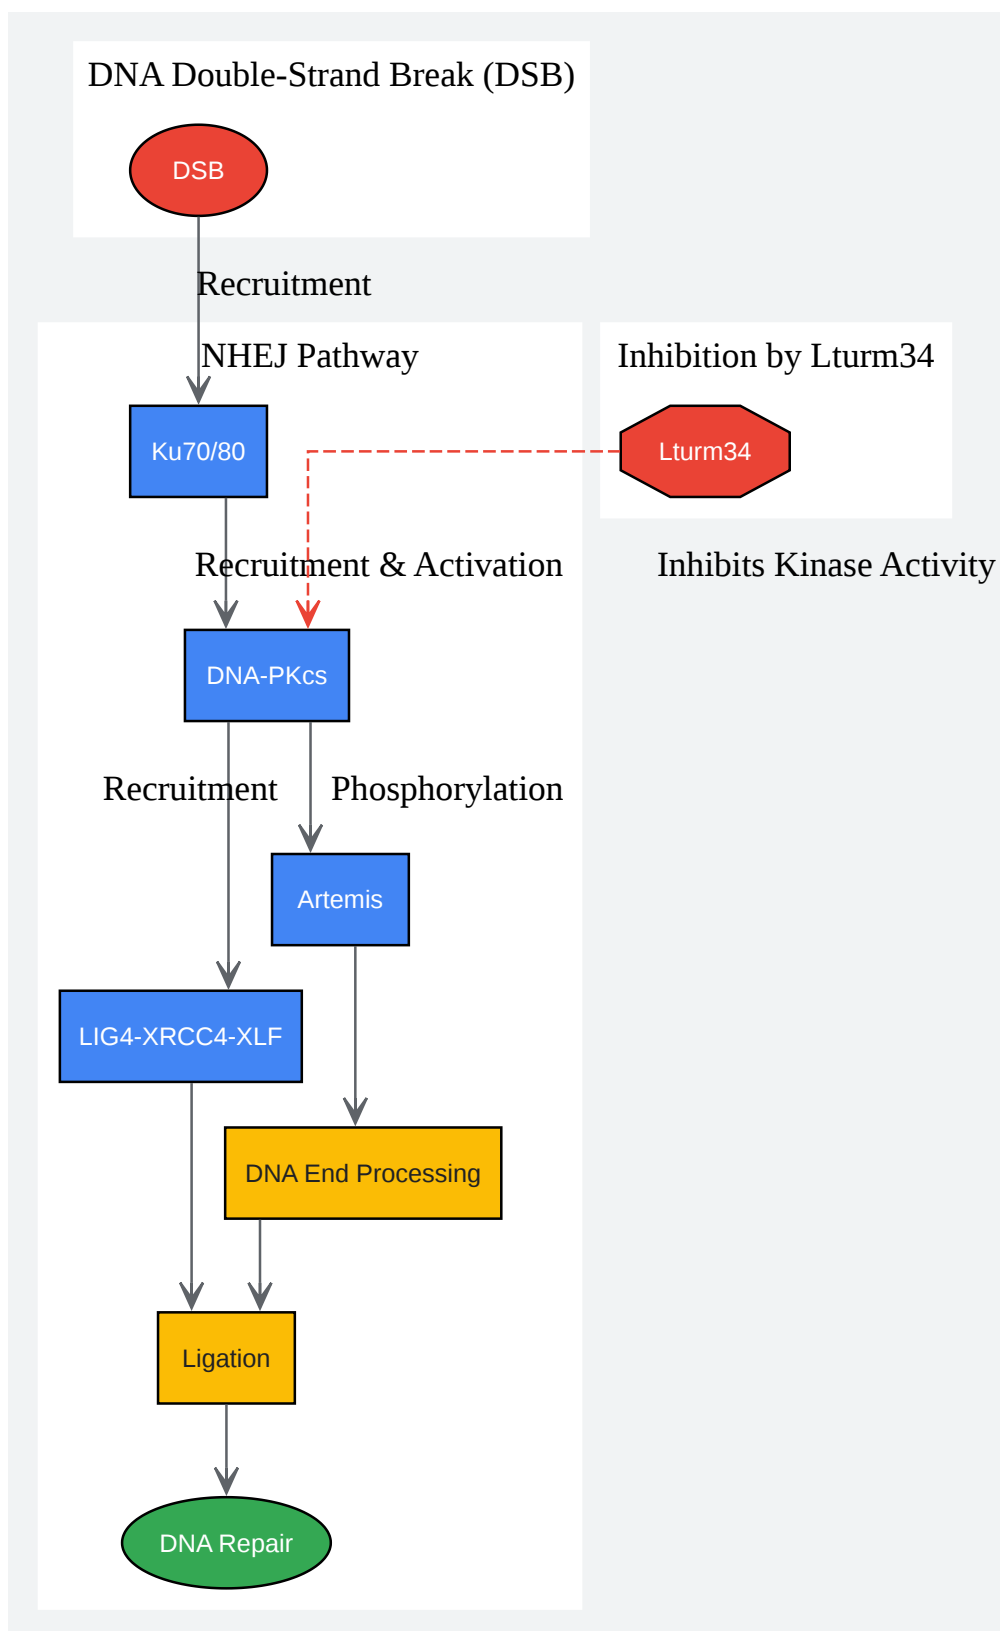 DNA Double-Strand Break (DSB)
DSB
Recruitment
NHEJ Pathway
Inhibition by Lturm34
Ku70/80
Lturm34
Recruitment & Activation
Inhibits Kinase Activity
DNA-PKcs
Recruitment
Phosphorylation
Artemis
LIG4-XRCC4-XLF
DNA End Processing
Ligation
DNA Repair